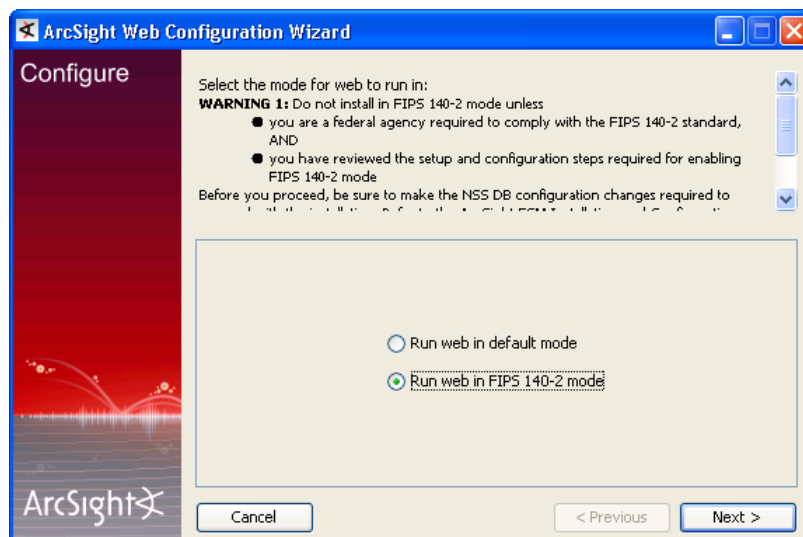 ArcSight Web Configuration Wizard
Configure
Select the mode for web to run in:
WARNING 1: Do not install in FIPS 140-2 mode unless
● you are a federal agency required to comply with the FIPS 140-2 standard,
AND
● you have reviewed the setup and configuration steps required for enabling
FIPS 140-2 mode
Before you proceed, be sure to make the NSS DB configuration changes required to
Run web in default mode
Run web in FIPS 140-2 mode
ArcSight
Cancel
< Previous
Next >